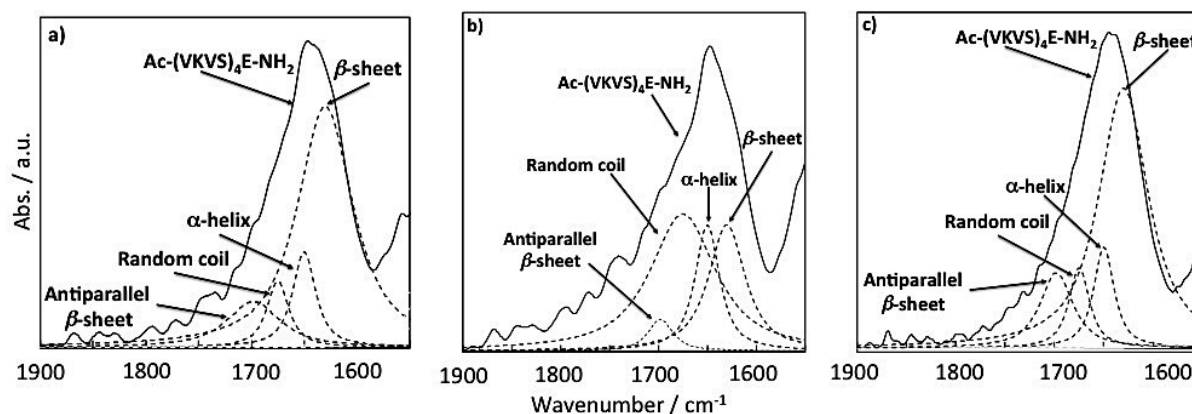 a)
Ac-(VKVS)₄E-NH₂
β-sheet
α-helix
Random coil
Antiparallel
β-sheet
1900 1800 1700 1600
Abs. / a.u.
b)
Ac-(VKVS)₄E-NH₂
β-sheet
Random coil
α-helix
Antiparallel
β-sheet
1900 1800 1700 1600
Wavenumber / cm⁻¹
c)
Ac-(VKVS)₄E-NH₂
β-sheet
α-helix
Random coil
Antiparallel
β-sheet
1900 1800 1700 1600